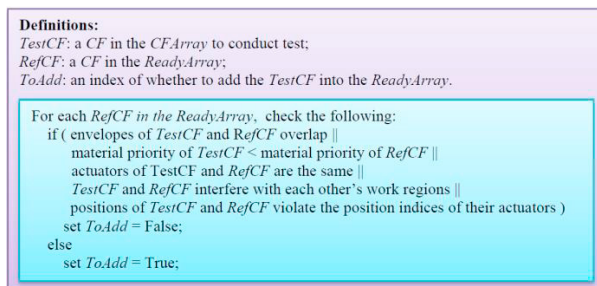 Definitions:
TestCF: a CF in the CFArray to conduct test;
RefCF: a CF in the ReadyArray;
ToAdd: an index of whether to add the TestCF into the ReadyArray.
For each RefCF in the ReadyArray, check the following:
if ( envelopes of TestCF and RefCF overlap ||
material priority of TestCF < material priority of RefCF ||
actuators of TestCF and RefCF are the same ||
TestCF and RefCF interfere with each other's work regions ||
positions of TestCF and RefCF violate the position indices of their actuators )
set ToAdd = False;
else
set ToAdd = True;